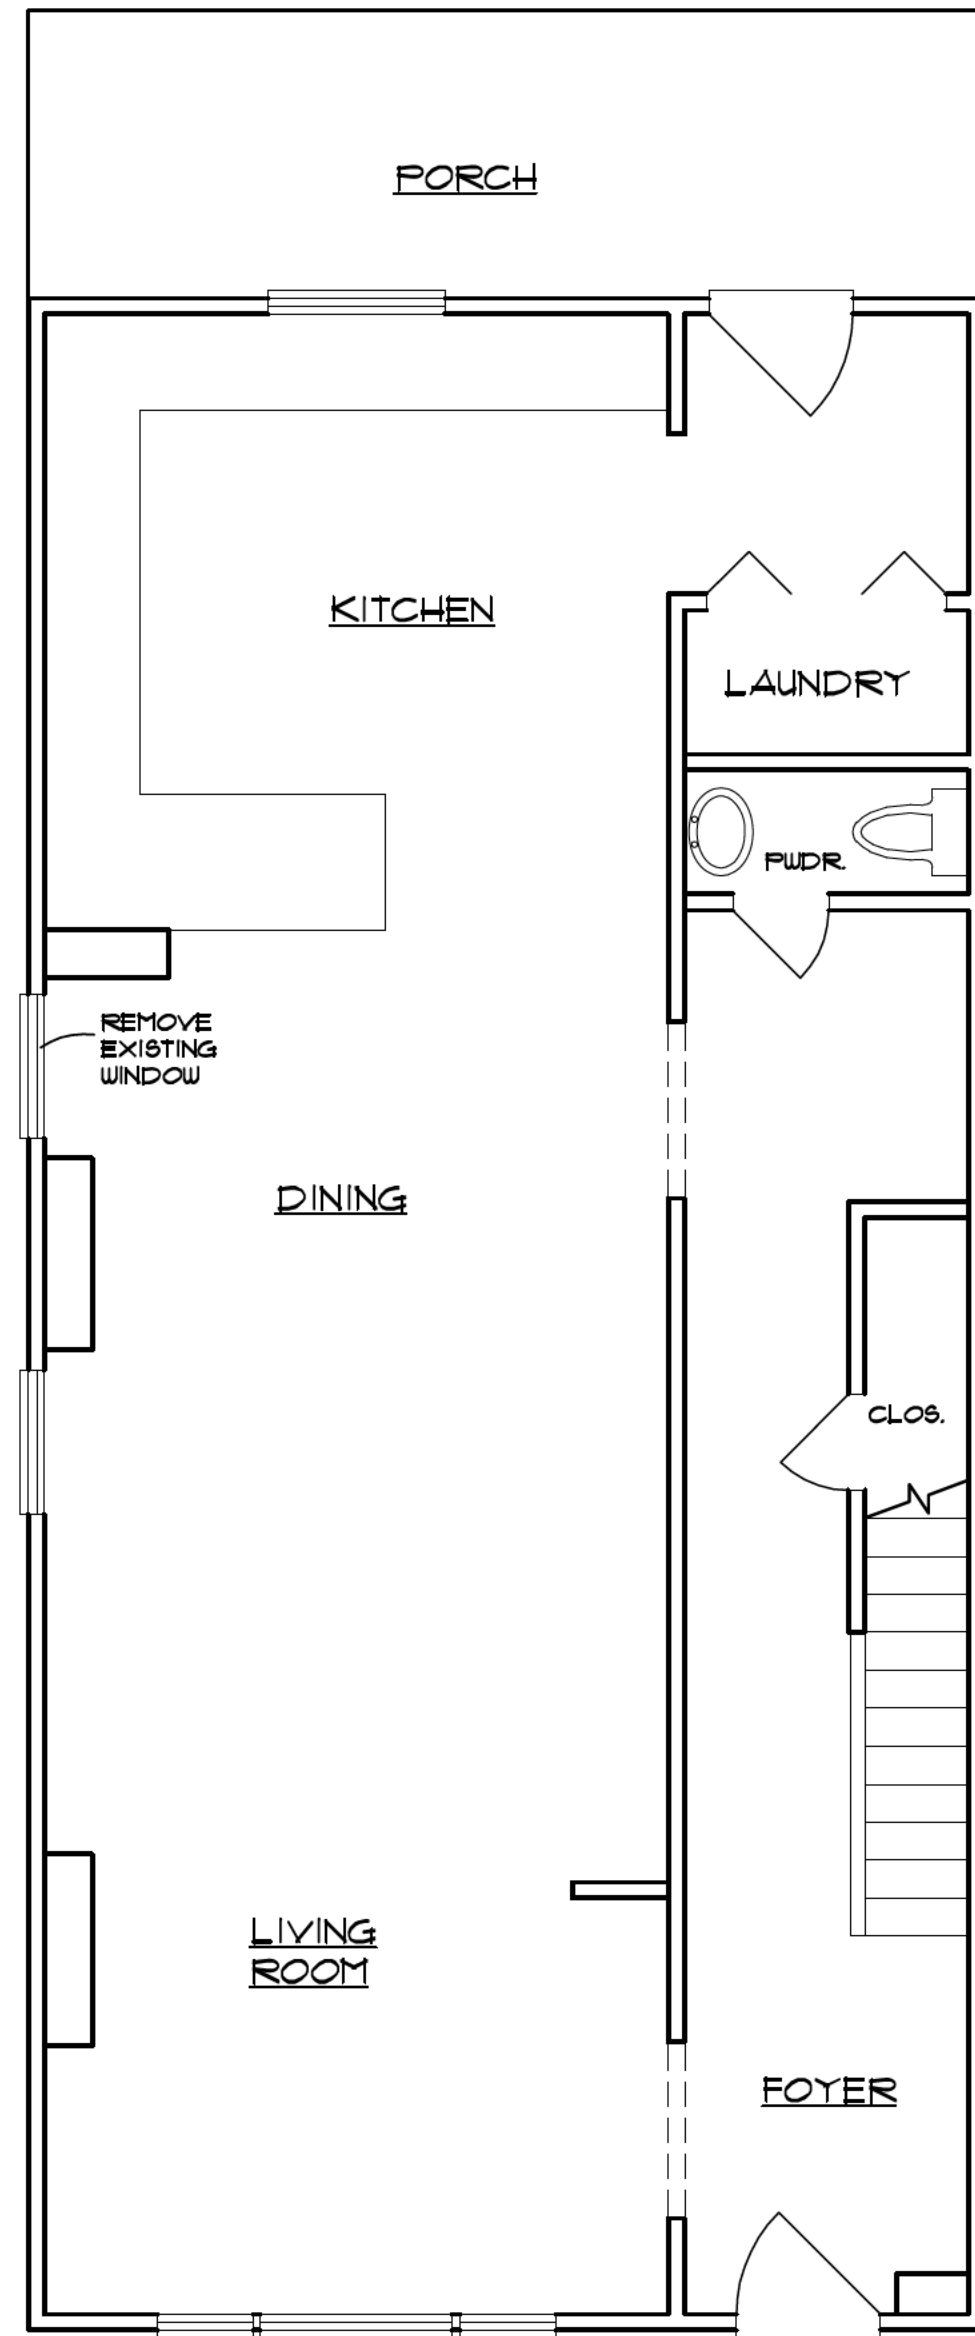 PORCH
KITCHEN
LAUNDRY
PWDR.
REMOVE
EXISTING
WINDOW
DINING
CLOS.
LIVING
ROOM
FOYER